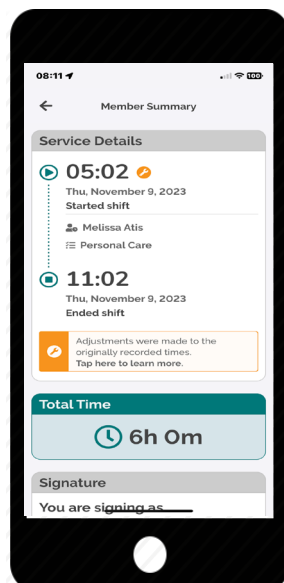 08:11
100
Member Summary
Service Details
05:02
Thu, November 9, 2023
Started shift
Melissa Atis
Personal Care
11:02
Thu, November 9, 2023
Ended shift
Adjustments were made to the
originally recorded times.
Tap here to learn more.
Total Time
6h 0m
Signature
You are signing as